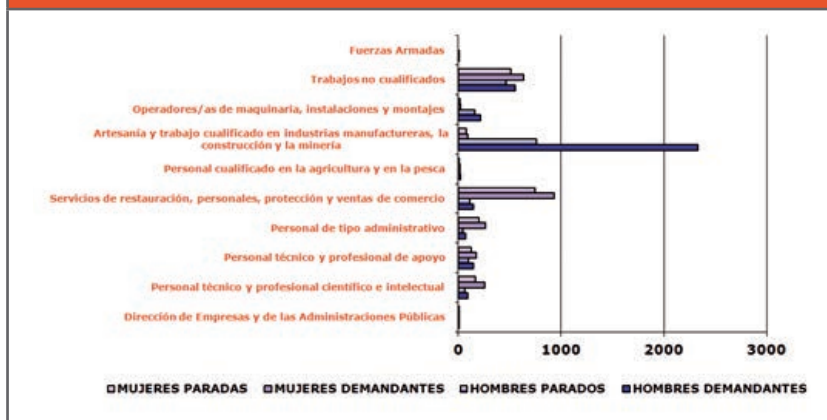 Fuerzas Armadas
Trabajos no cualificados
Operadores/as de maquinaria, instalaciones y montajes
Artesanía y trabajo cualificado en industrias manufactureras, la
construcción y la minería
Personal cualificado en la agricultura y en la pesca
Servicios de restauración, personales, protección y ventas de comercio
Personal de tipo administrativo
Personal técnico y profesional de apoyo
Personal técnico y profesional científico e intelectual
Dirección de Empresas y de las Administraciones Públicas
0 1000 2000 3000
MUJERES PARADAS MUJERES DEMANDANTES HOMBRES PARADOS HOMBRES DEMANDANTES